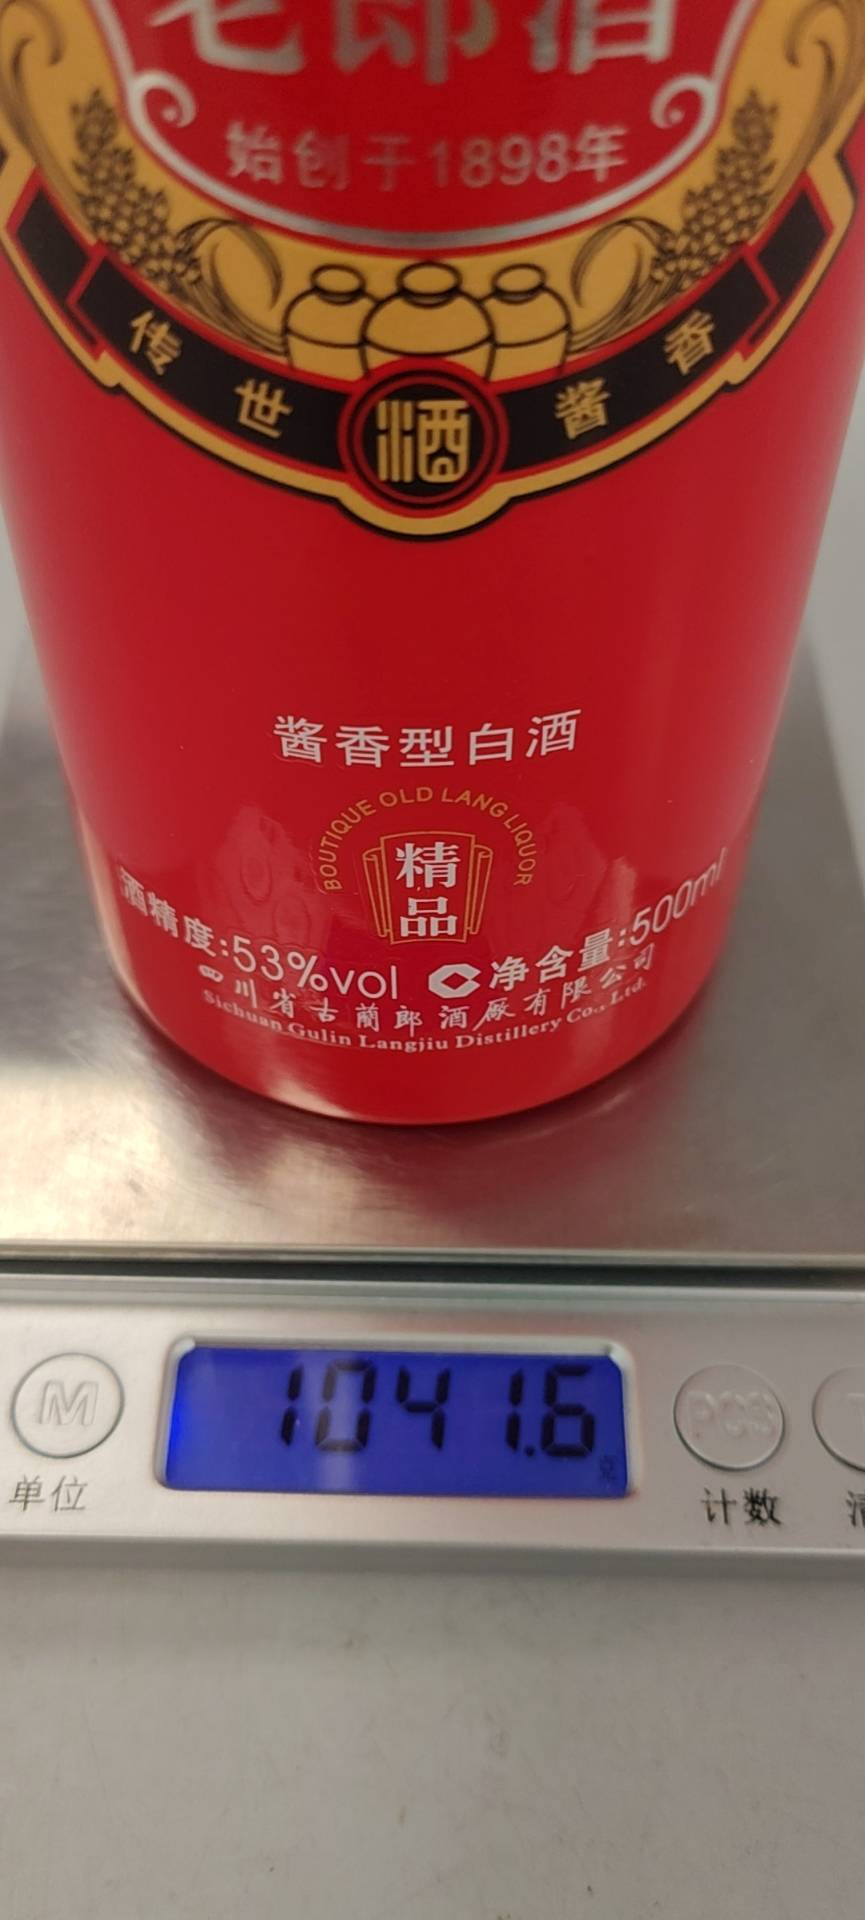 老郎酒
始创于1898年
传世酒酱香
酱香型白酒
BOUTIQUE OLD LANG LIQUOR
精品
酒精度:53%vol 净含量:500ml
四川省古蔺郎酒厰有限公司
Sichuan Gulin Langjiu Distillery Co., Ltd.
1041.6 克
M PCS
单位 计数